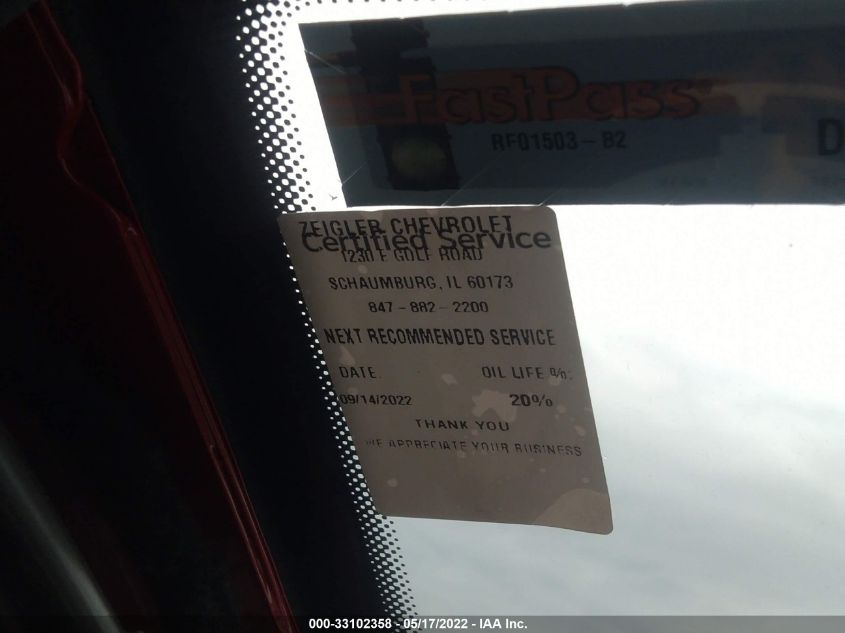 FastPass
RF01503-B2
D
ZEIGLER CHEVROLET
Certified Service
1230 E GOLF ROAD
SCHAUMBURG, IL 60173
847-882-2200
NEXT RECOMMENDED SERVICE
DATE: OIL LIFE %:
09/14/2022 20%
THANK YOU
WE APPRECIATE YOUR BUSINESS
000-33102358 - 05/17/2022 - IAA Inc.